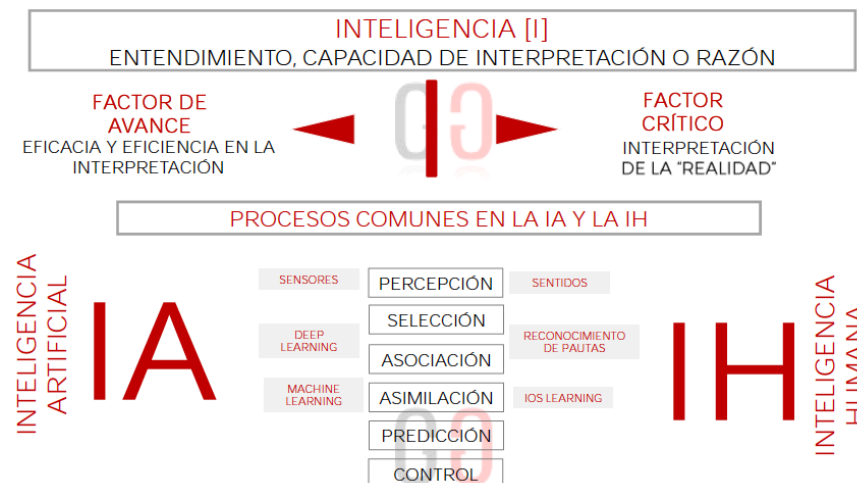 INTELIGENCIA [I]
ENTENDIMIENTO, CAPACIDAD DE INTERPRETACIÓN O RAZÓN
FACTOR DE
AVANCE
EFICACIA Y EFICIENCIA EN LA
INTERPRETACIÓN
FACTOR
CRÍTICO
INTERPRETACIÓN
DE LA "REALIDAD"
PROCESOS COMUNES EN LA IA Y LA IH
INTELIGENCIA
ARTIFICIAL
IA
SENSORES
PERCEPCIÓN
SENTIDOS
SELECCIÓN
DEEP
LEARNING
ASOCIACIÓN
RECONOCIMIENTO
DE PAUTAS
MACHINE
LEARNING
ASIMILACIÓN
IOS LEARNING
PREDICCIÓN
CONTROL
IH
INTELIGENCIA
HUMANA